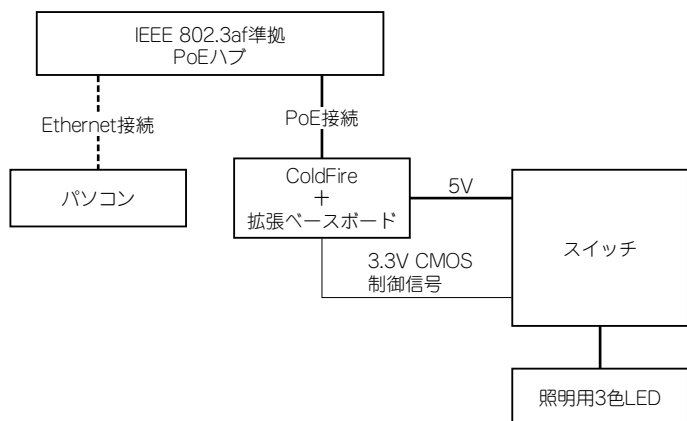 IEEE 802.3af準拠
PoEハブ
Ethernet接続
PoE接続
パソコン
ColdFire
+
拡張ベースボード
5V
スイッチ
3.3V CMOS
制御信号
照明用3色LED